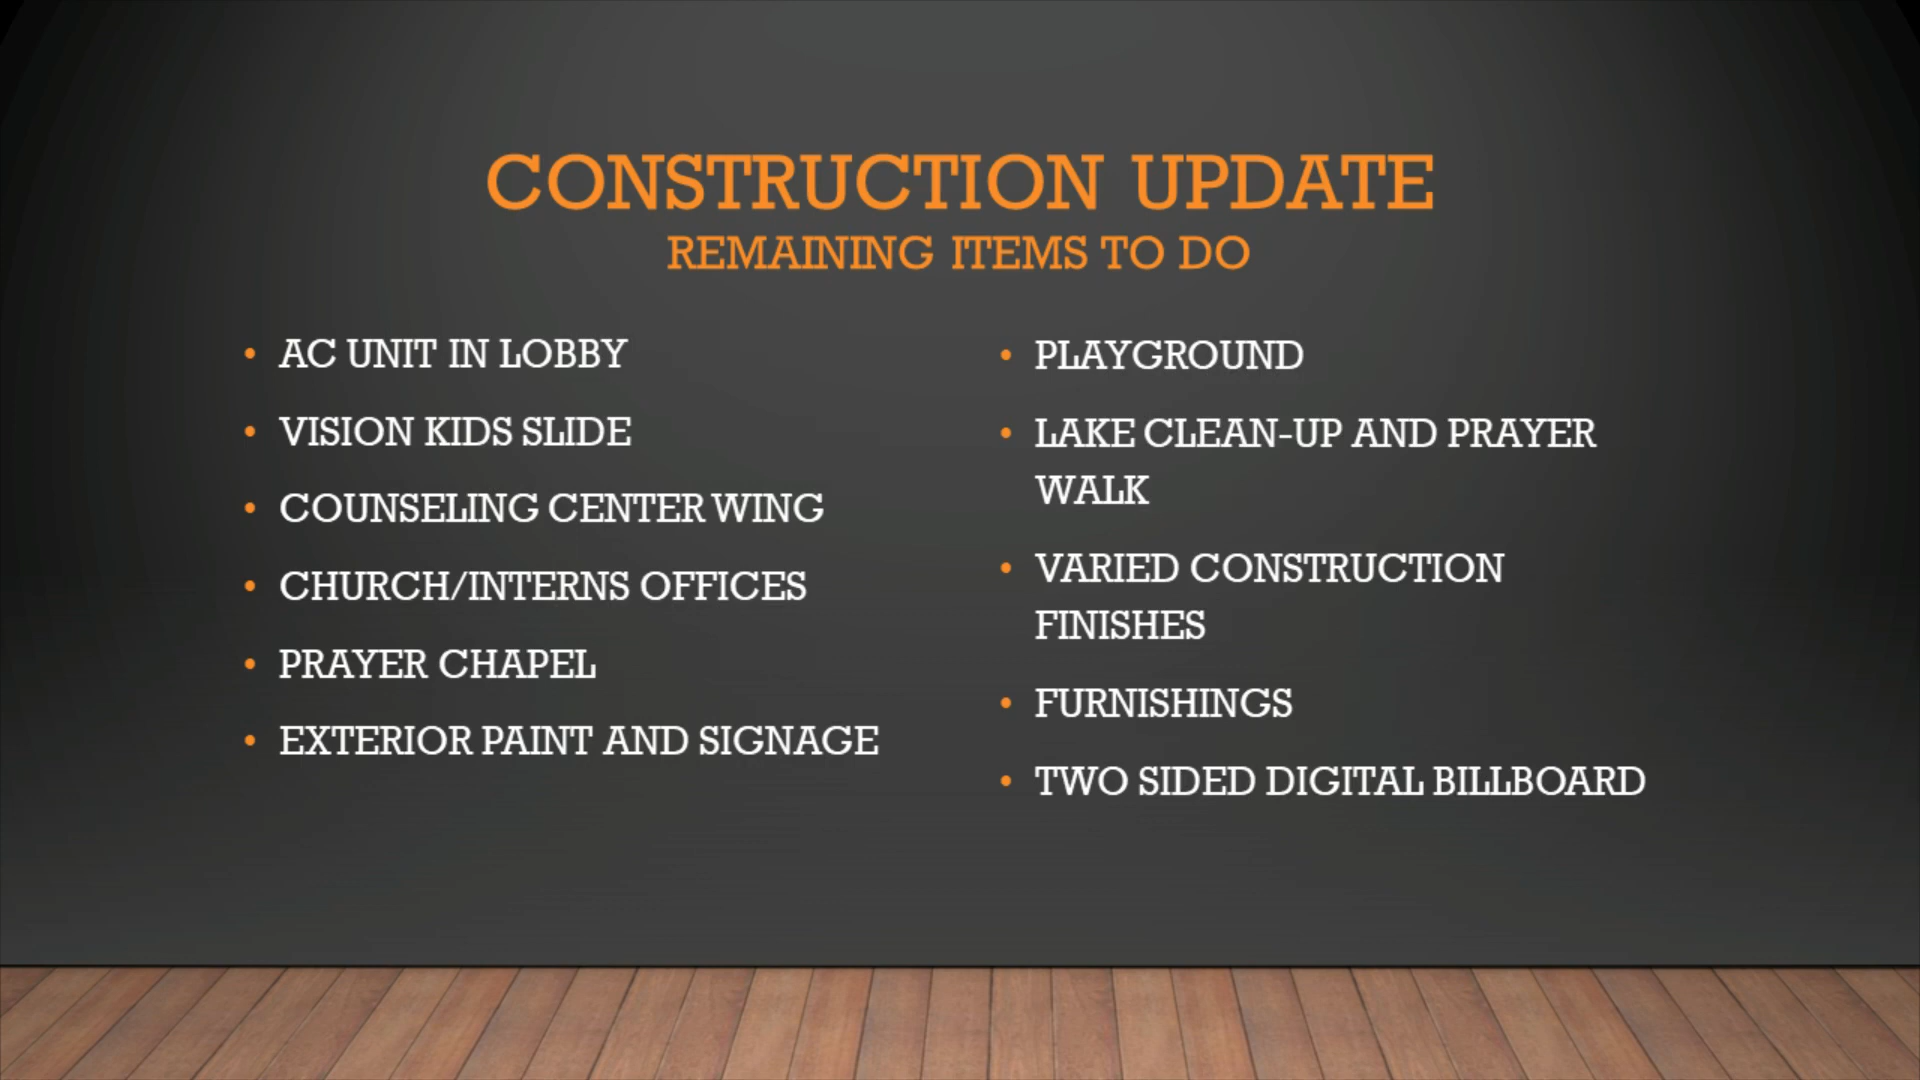 CONSTRUCTION UPDATE
REMAINING ITEMS TO DO
• AC UNIT IN LOBBY
• VISION KIDS SLIDE
• COUNSELING CENTER WING
• CHURCH/INTERNS OFFICES
• PRAYER CHAPEL
• EXTERIOR PAINT AND SIGNAGE
• PLAYGROUND
• LAKE CLEAN-UP AND PRAYER
WALK
• VARIED CONSTRUCTION
FINISHES
• FURNISHINGS
• TWO SIDED DIGITAL BILLBOARD